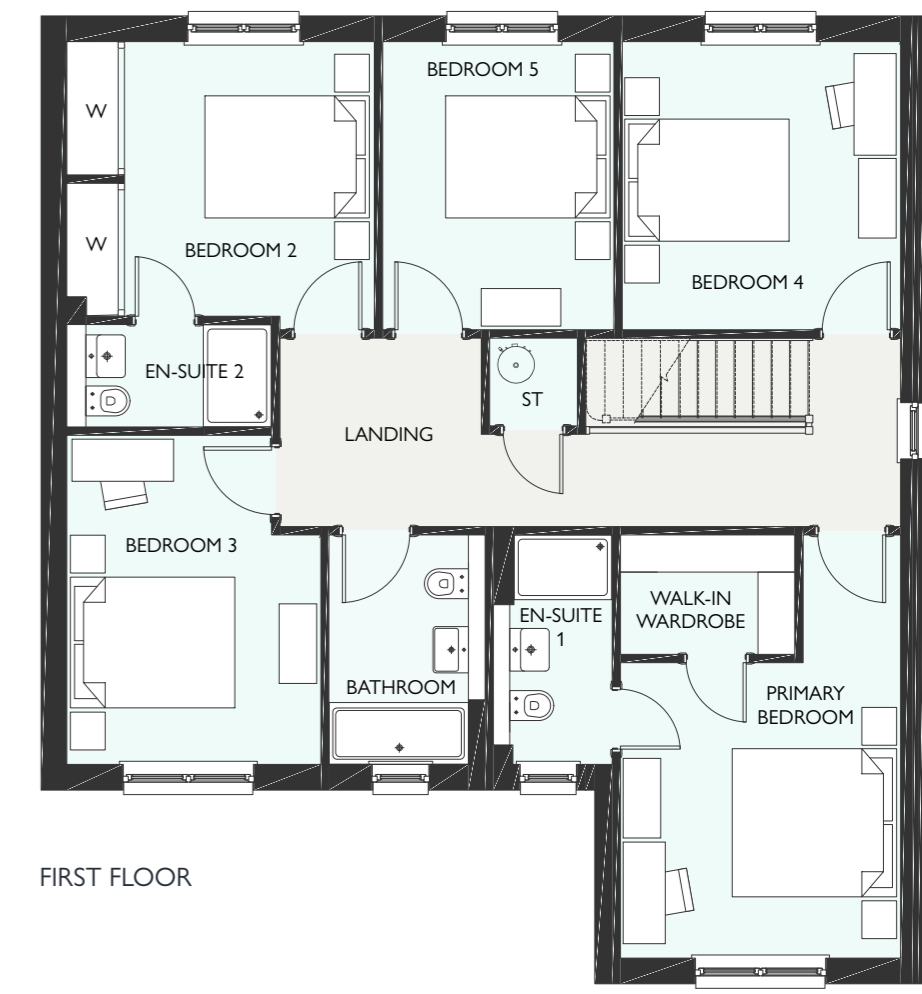 BEDROOM 5
W
BEDROOM 2
W
BEDROOM 4
EN-SUITE 2
ST
LANDING
BEDROOM 3
EN-SUITE
1
WALK-IN
WARDROBE
BATHROOM
PRIMARY
BEDROOM
FIRST FLOOR